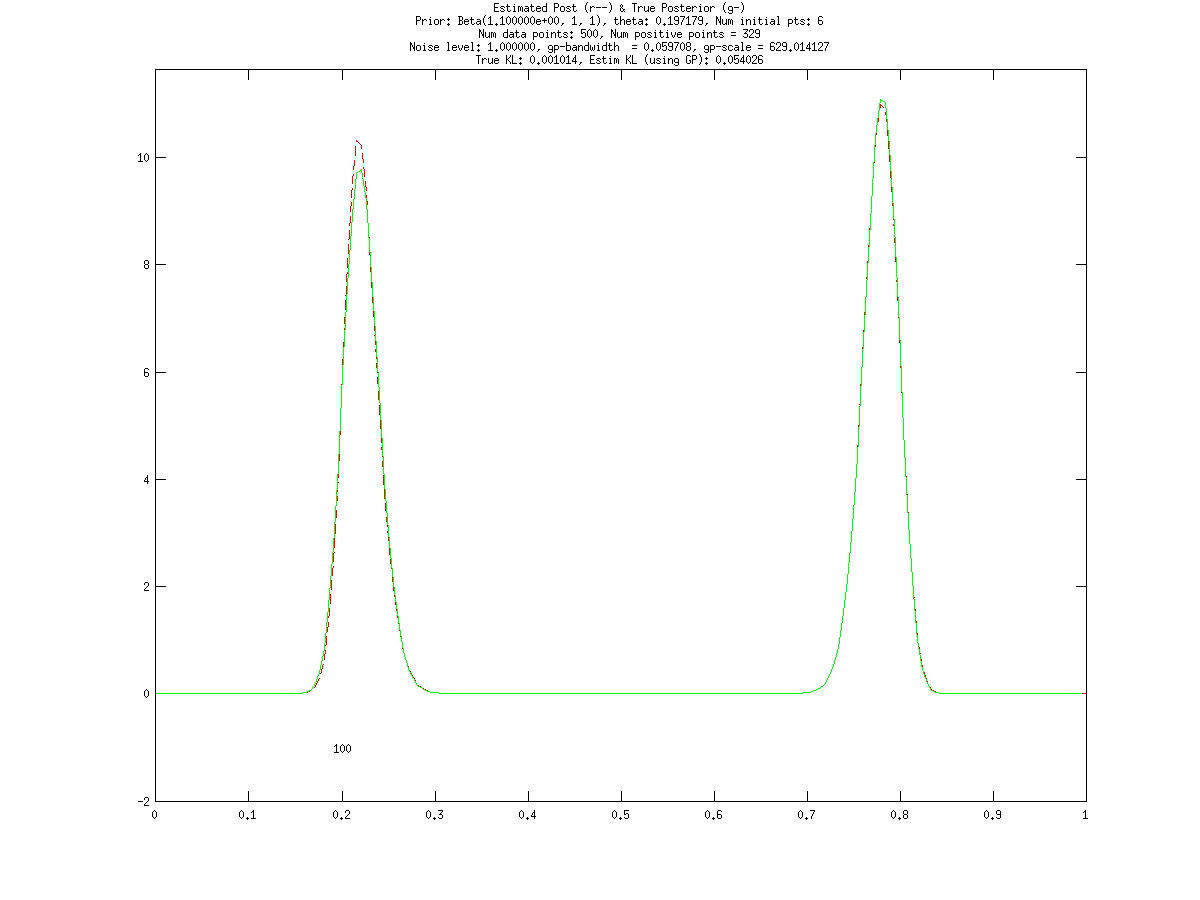 Estimated Post (r--) & True Posterior (g-)
Prior: Beta(1.100000e+00, 1, 1), theta: 0.197179, Num initial pts: 6
Num data points: 500, Num positive points = 329
Noise level: 1.000000, gp-bandwidth  = 0.059708, gp-scale = 629.014127
True KL: 0.001014, Estim KL (using GP): 0.054026
10
8
6
4
2
0
100
-2
0 0.1 0.2 0.3 0.4 0.5 0.6 0.7 0.8 0.9 1